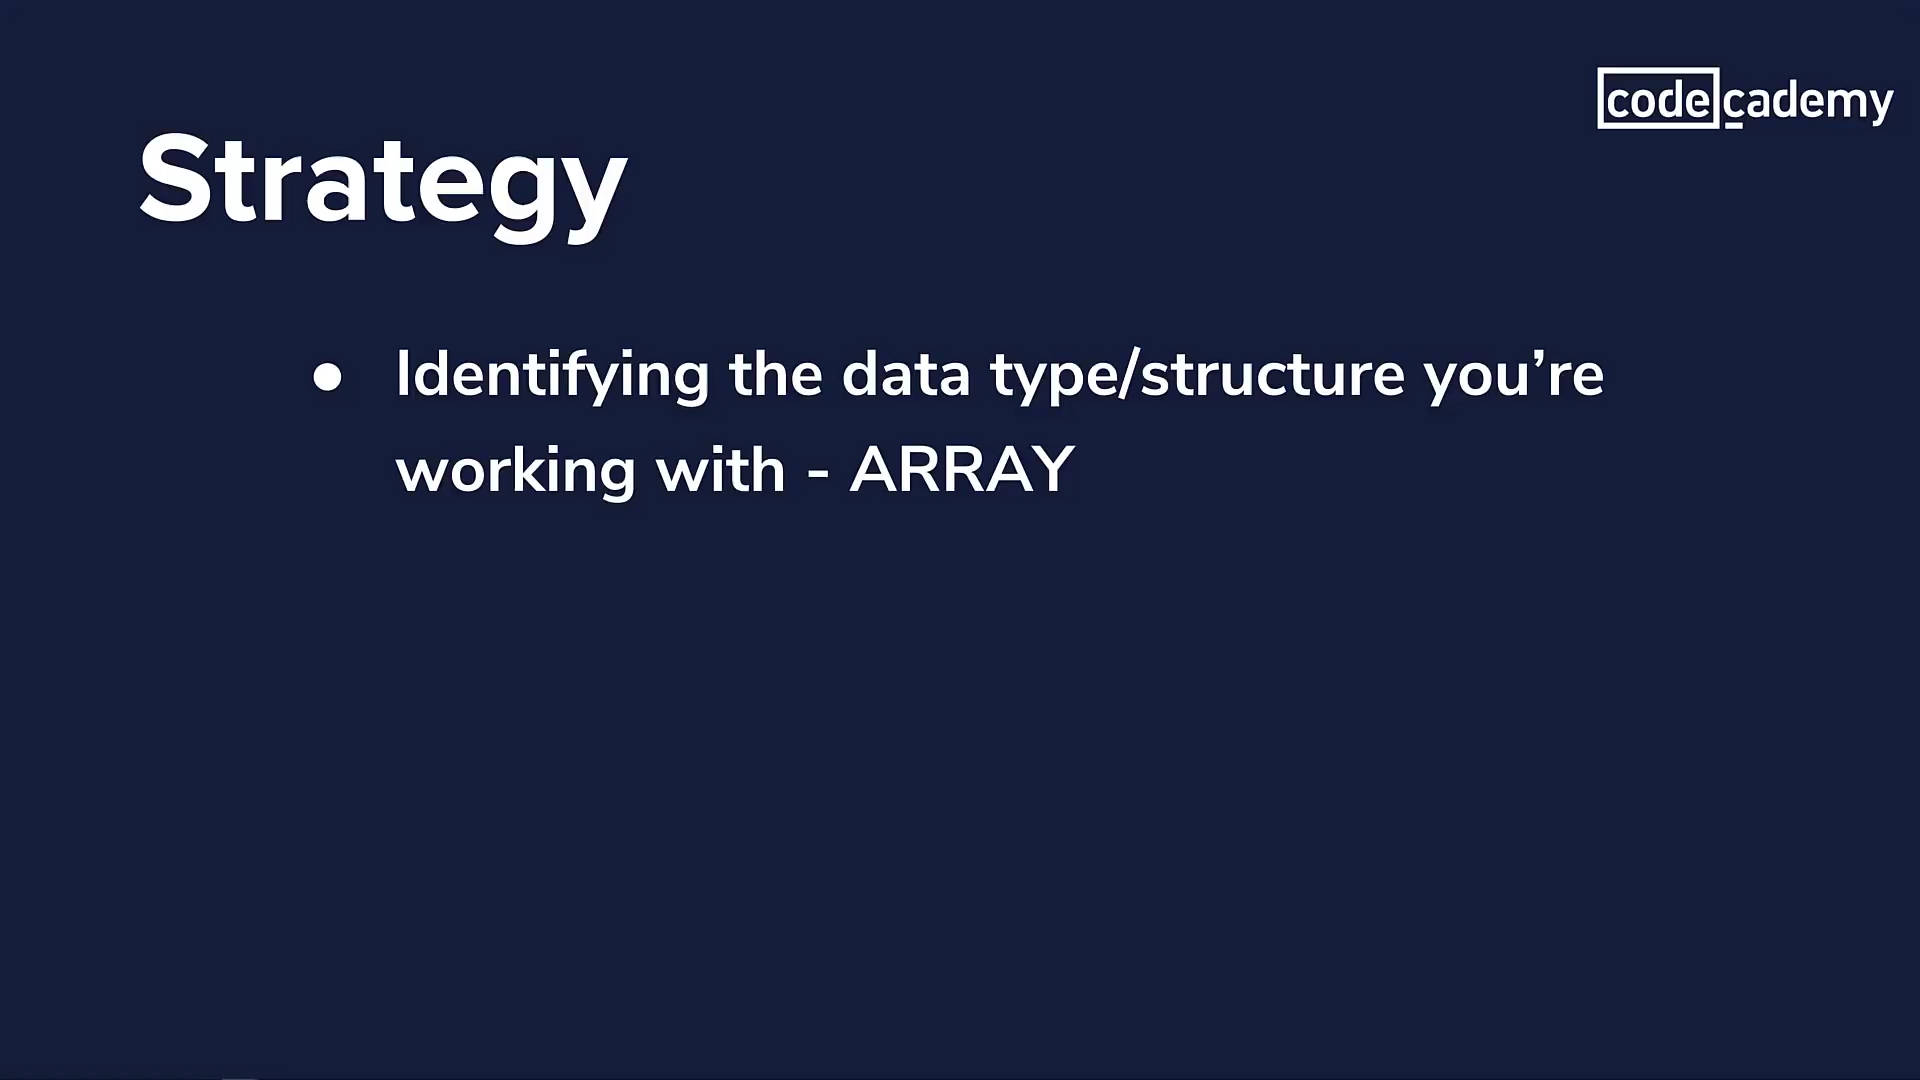 codecademy
Strategy
● Identifying the data type/structure you’re
working with - ARRAY